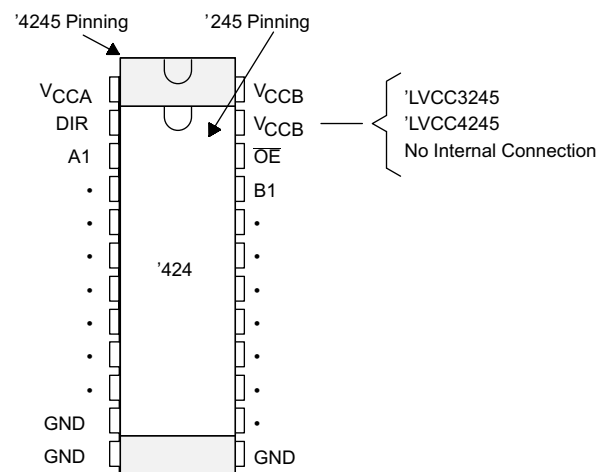 ’4245 Pinning
’245 Pinning
VCCA
VCCB
DIR
VCCB
’LVCC3245
’LVCC4245
No Internal Connection
A1
OE
B1
’424
GND
GND
GND